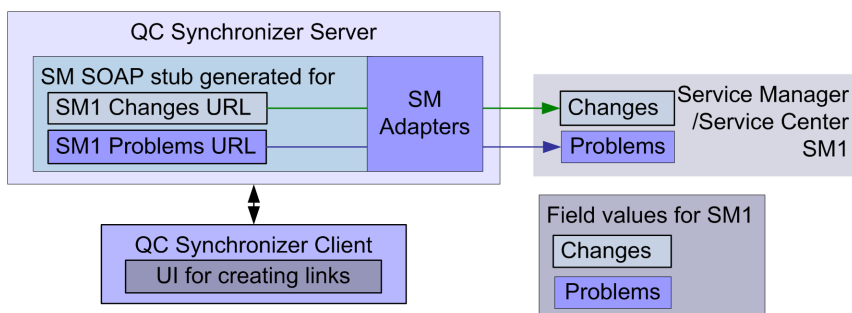 QC Synchronizer Server
SM SOAP stub generated for
SM1 Changes URL
SM1 Problems URL
SM
Adapters
Changes
Problems
Service Manager
/Service Center
SM1
QC Synchronizer Client
UI for creating links
Field values for SM1
Changes
Problems